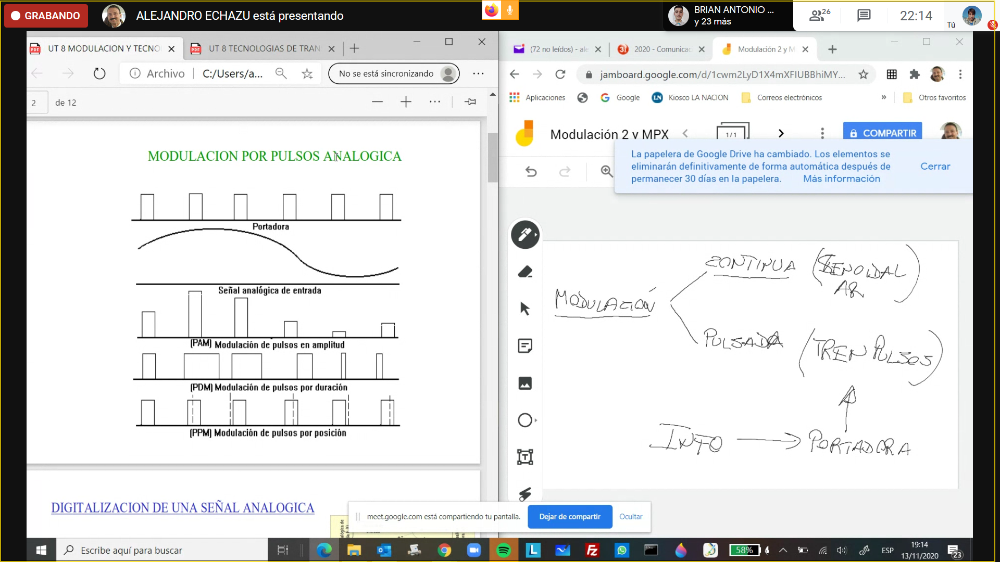 GRABANDO
ALEJANDRO ECHAZU está presentando
BRIAN ANTONIO ...
y 23 más
26
22:14
Tú
UT 8 MODULACION Y TECNO
UT 8 TECNOLOGIAS DE TRAN
Archivo
C:/Users/a...
No se está sincronizando
2
de 12
MODULACION POR PULSOS ANALOGICA
Portadora
Señal analógica de entrada
(PAM) Modulación de pulsos en amplitud
(PDM) Modulación de pulsos por duración
(PPM) Modulación de pulsos por posición
DIGITALIZACION DE UNA SEÑAL ANALOGICA
(72 no leídos) - ale
2020 - Comunicac
Modulación 2 y M
jamboard.google.com/d/1cwm2LyD1X4mXFIUBBhiMY...
Aplicaciones
Google
Kiosco LA NACION
Correos electrónicos
»
Otros favoritos
Modulación 2 y MPX
1/1
COMPARTIR
La papelera de Google Drive ha cambiado. Los elementos se
eliminarán definitivamente de forma automática después de
permanecer 30 días en la papelera.
Más información
Cerrar
MODULACIÓN
CONTINUA (SENOIDAL
AR)
PULSADA (TREN PULSOS)
INFO
PORTADORA
meet.google.com está compartiendo tu pantalla.
Dejar de compartir
Ocultar
Escribe aquí para buscar
58%
ESP
19:14
13/11/2020
23